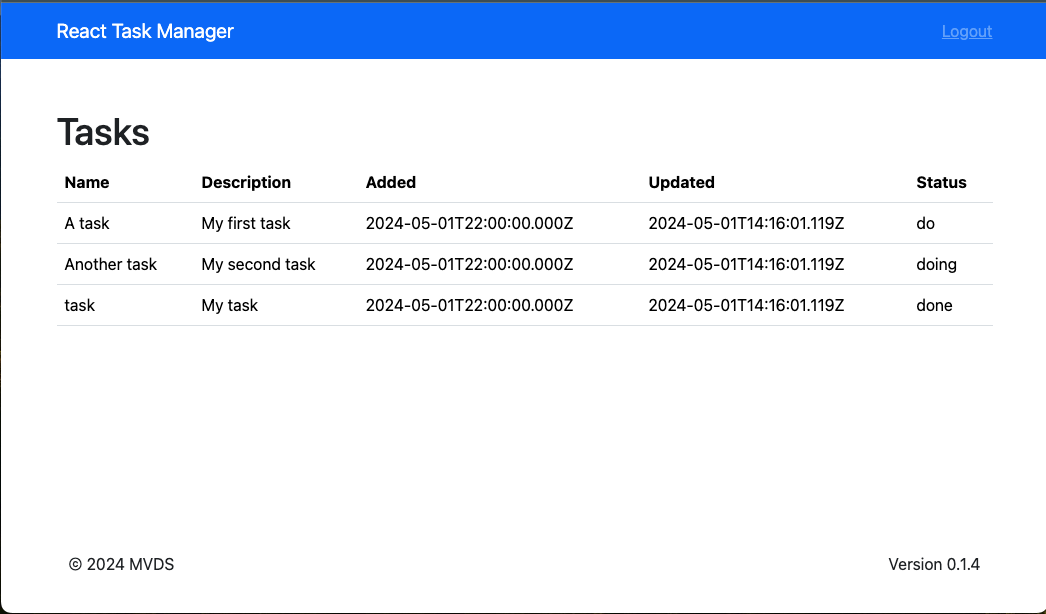 React Task Manager Logout
Tasks
Name Description Added Updated Status
A task My first task 2024-05-01T22:00:00.000Z 2024-05-01T14:16:01.119Z do
Another task My second task 2024-05-01T22:00:00.000Z 2024-05-01T14:16:01.119Z doing
task My task 2024-05-01T22:00:00.000Z 2024-05-01T14:16:01.119Z done
© 2024 MVDS Version 0.1.4